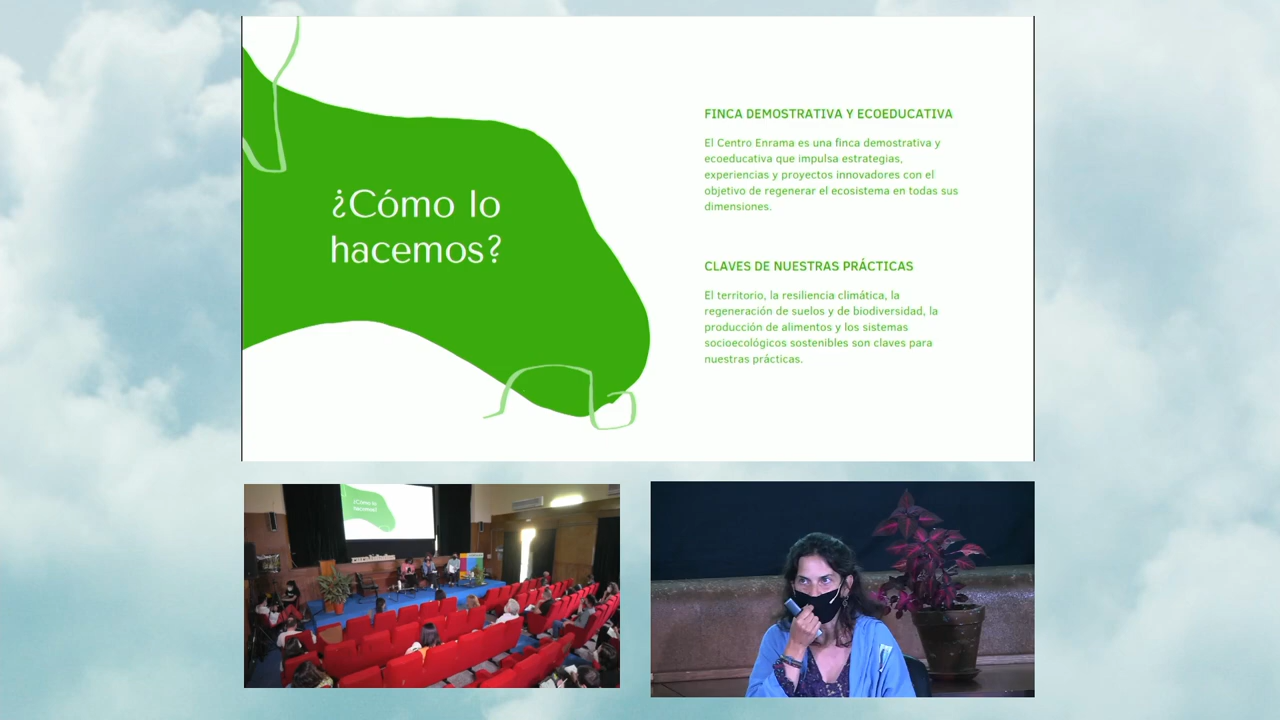 ¿Cómo lo
hacemos?
FINCA DEMOSTRATIVA Y ECOEDUCATIVA
El Centro Enrama es una finca demostrativa y
ecoeducativa que impulsa estrategias,
experiencias y proyectos innovadores con el
objetivo de regenerar el ecosistema en todas sus
dimensiones.
CLAVES DE NUESTRAS PRÁCTICAS
El territorio, la resiliencia climática, la
regeneración de suelos y de biodiversidad, la
producción de alimentos y los sistemas
socioecológicos sostenibles son claves para
nuestras prácticas.
¿Cómo lo
hacemos?